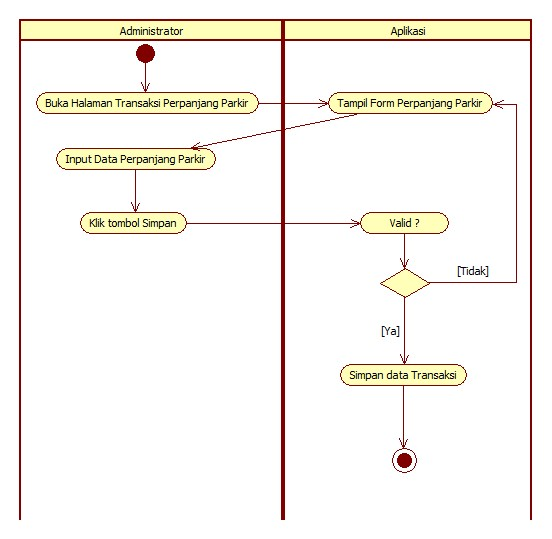 Administrator
Aplikasi
Buka Halaman Transaksi Perpanjang Parkir
Tampil Form Perpanjang Parkir
Input Data Perpanjang Parkir
Klik tombol Simpan
Valid ?
[Tidak]
[Ya]
Simpan data Transaksi